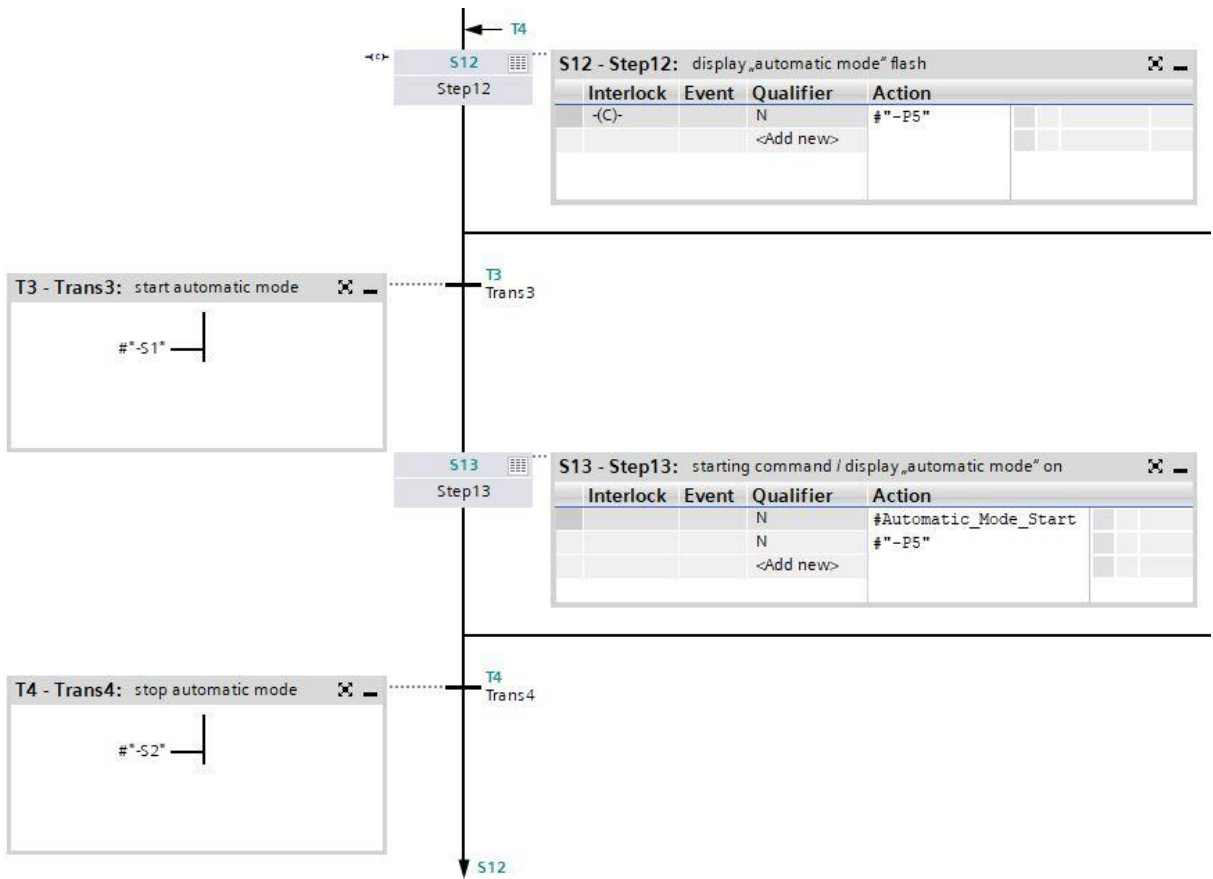 T4
-(C)-
S12
Step12
S12 - Step12: display „automatic mode" flash
Interlock Event Qualifier Action
-(C)- N #"-P5"
<Add new>
T3
Trans3
T3 - Trans3: start automatic mode
#"-S1"
S13
Step13
S13 - Step13: starting command / display „automatic mode" on
Interlock Event Qualifier Action
N #Automatic_Mode_Start
N #"-P5"
<Add new>
T4
Trans4
T4 - Trans4: stop automatic mode
#"-S2"
S12